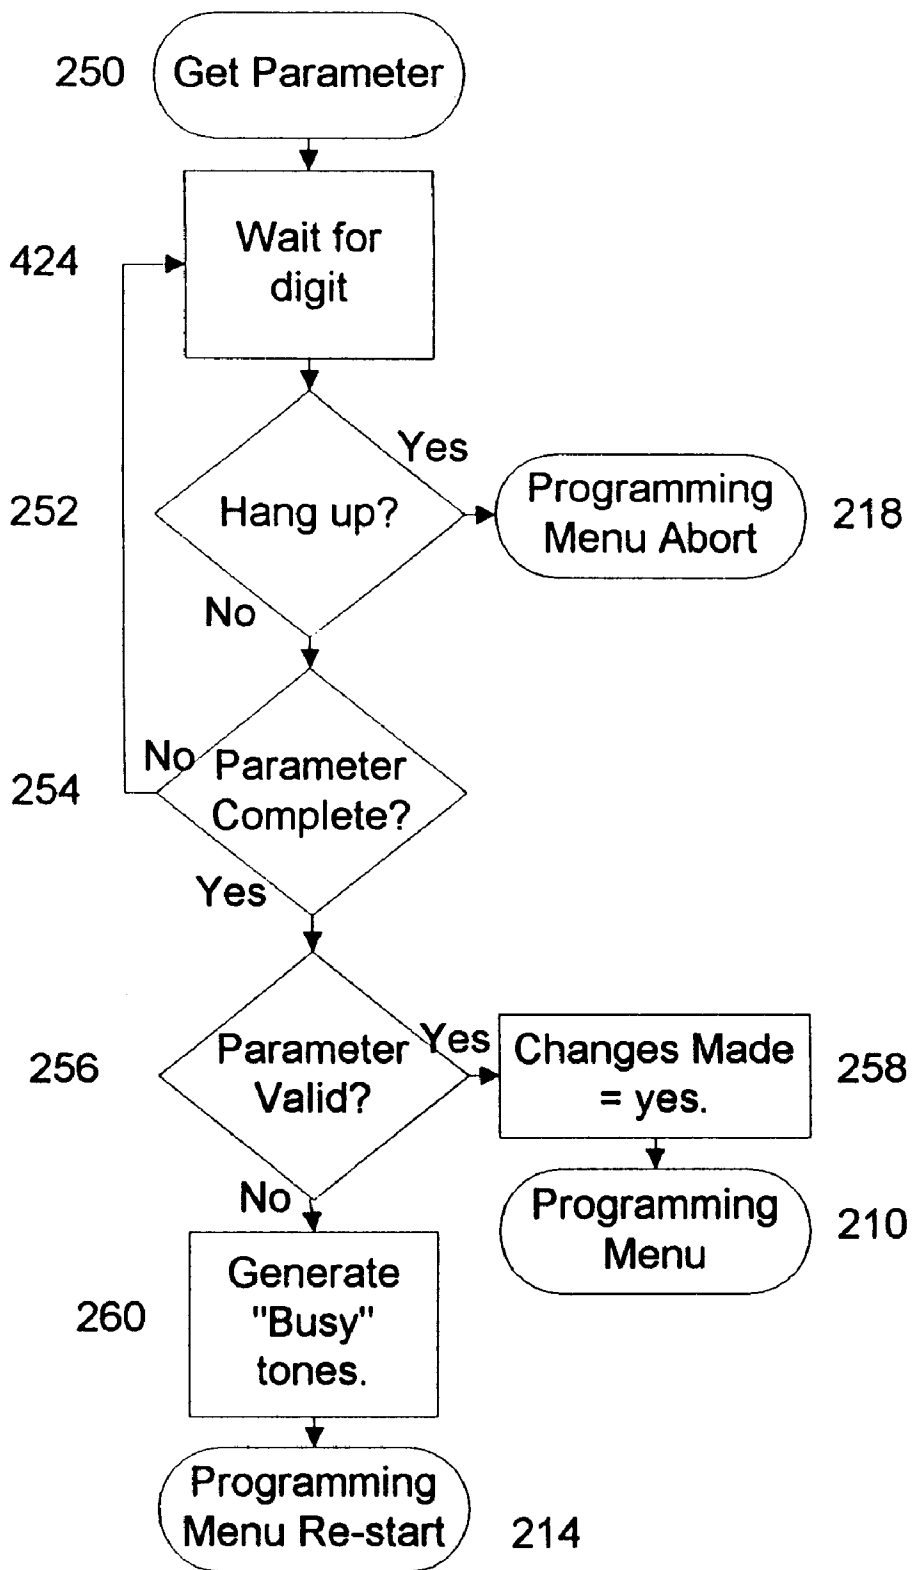 250
Get Parameter
424
Wait for
digit
252
Hang up?
Yes
Programming
Menu Abort
218
No
254
No
Parameter
Complete?
Yes
256
Parameter
Valid?
Yes
Changes Made
= yes.
258
Programming
Menu
210
No
260
Generate
"Busy"
tones.
Programming
Menu Re-start
214